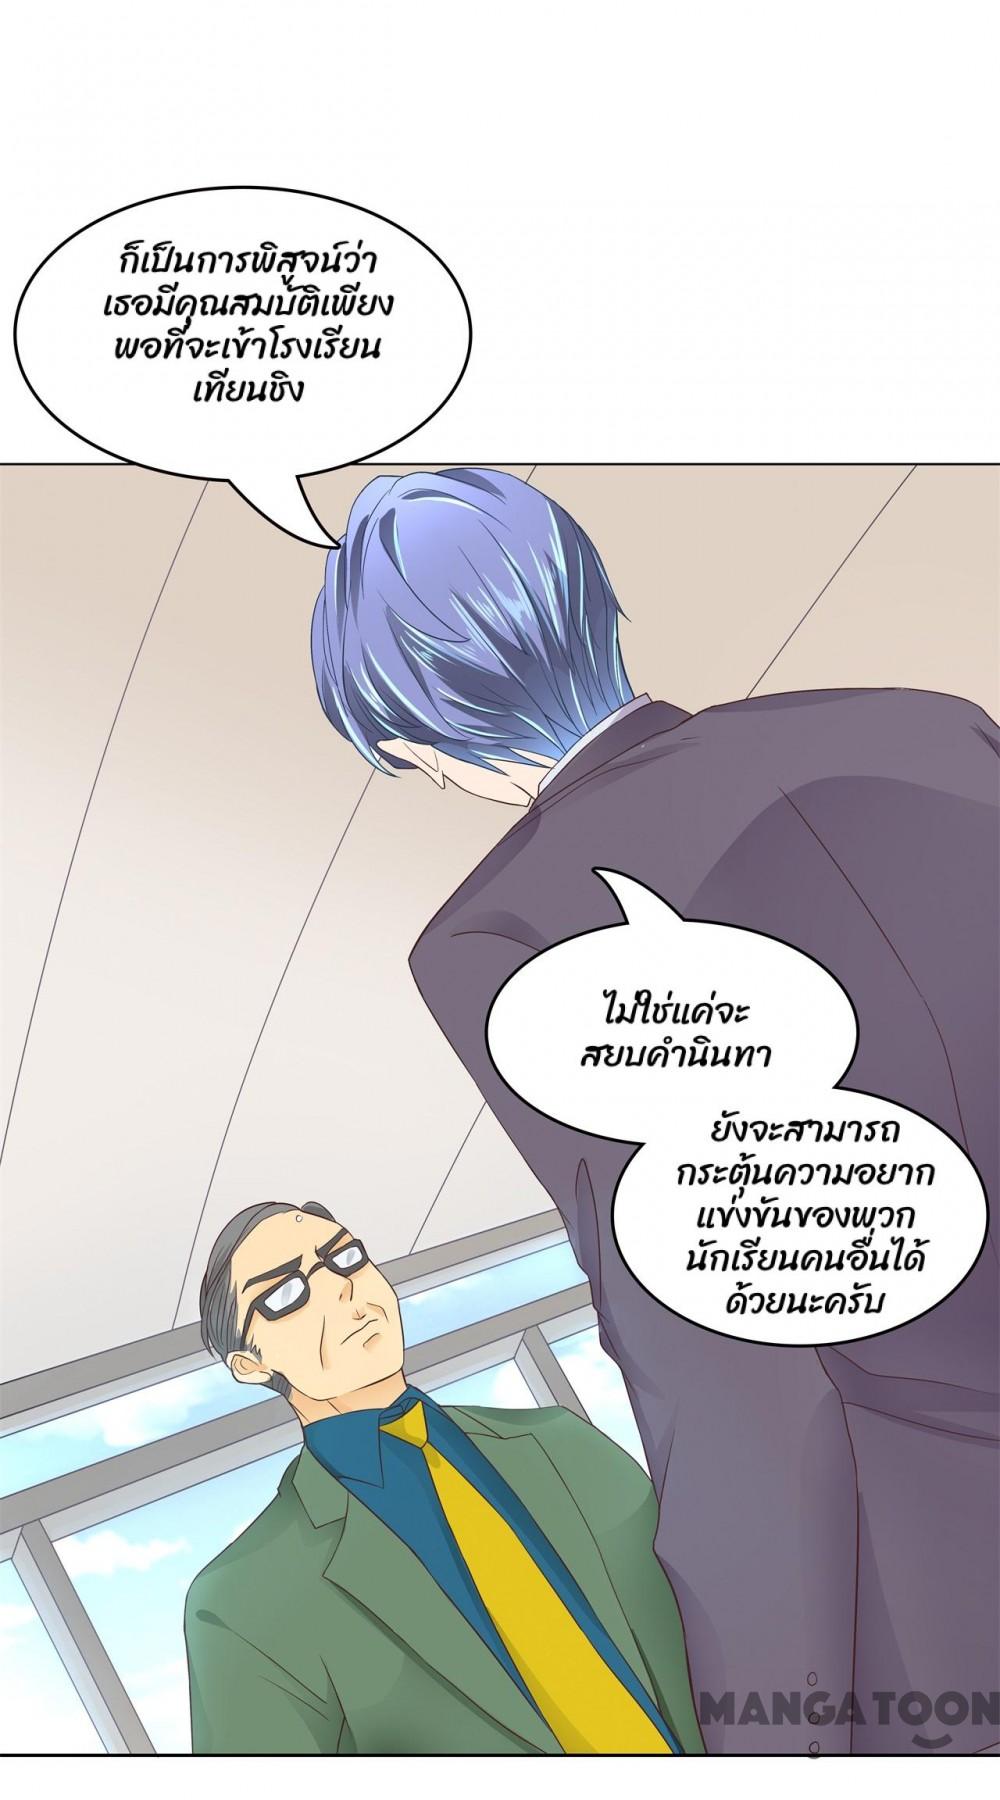 ก็เป็นการพิสูจน์ว่า
เธอมีคุณสมบัติเพียง
พอที่จะเข้าโรงเรียน
เทียนชิง
ไม่ใช่แค่จะ
สยบคำนินทา
ยังจะสามารถ
กระตุ้นความอยาก
แข่งขันของพวก
นักเรียนคนอื่นได้
ด้วยนะครับ
MANGATOON